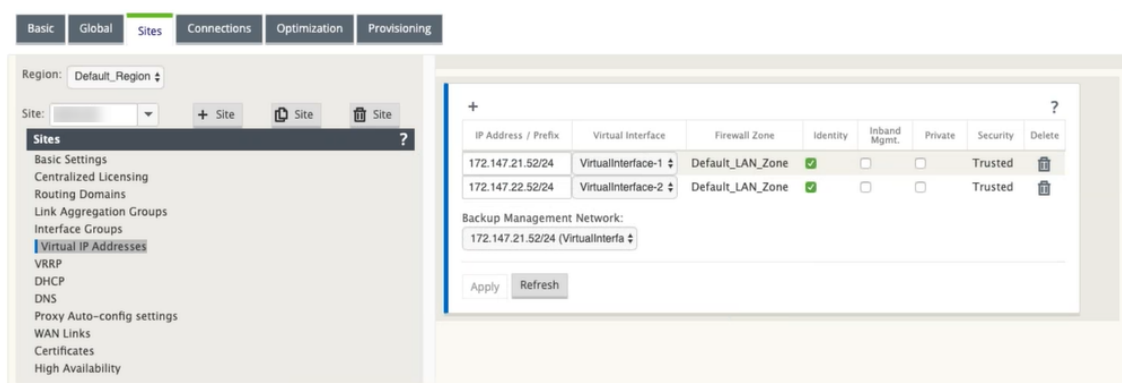 Basic Global Sites Connections Optimization Provisioning
Region: Default_Region
Site: + Site Site Site
Sites ?
Basic Settings
Centralized Licensing
Routing Domains
Link Aggregation Groups
Interface Groups
Virtual IP Addresses
VRRP
DHCP
DNS
Proxy Auto-config settings
WAN Links
Certificates
High Availability
+ ?
IP Address / Prefix Virtual Interface Firewall Zone Identity Inband Mgmt. Private Security Delete
172.147.21.52/24 VirtualInterface-1 Default_LAN_Zone Trusted
172.147.22.52/24 VirtualInterface-2 Default_LAN_Zone Trusted
Backup Management Network:
172.147.21.52/24 (VirtualInterfa
Apply Refresh